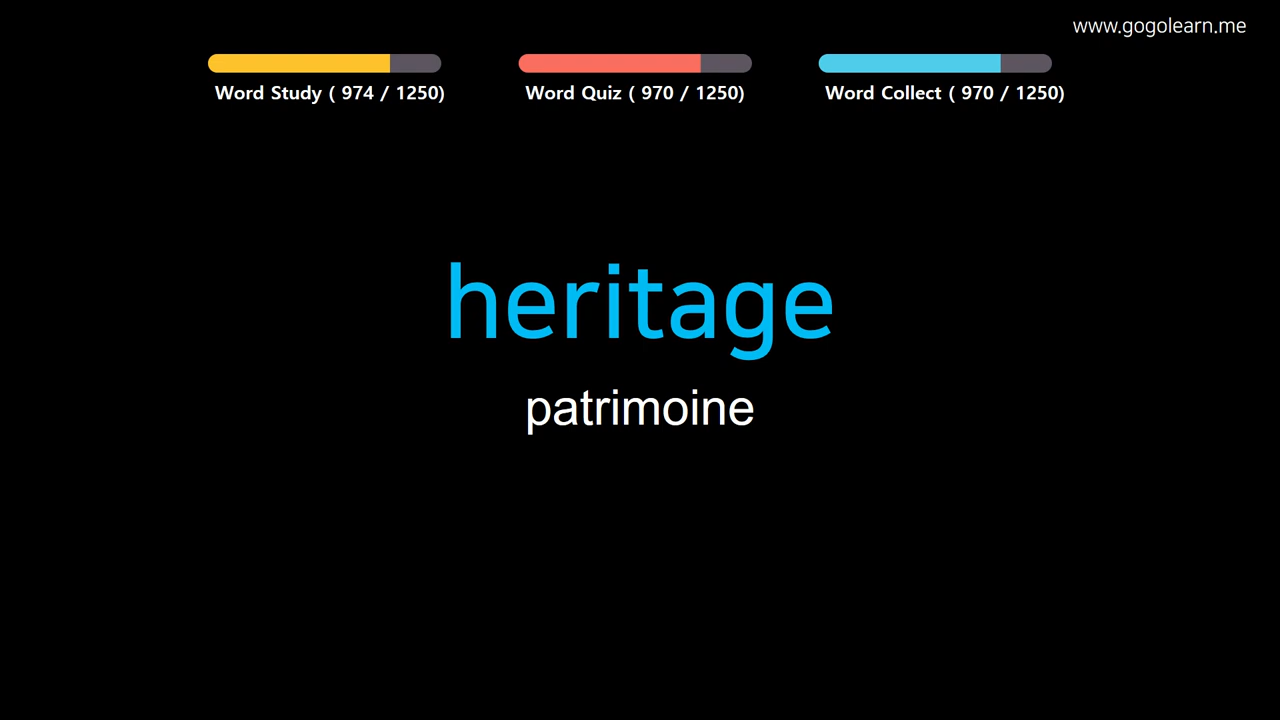 www.gogolearn.me
Word Study ( 974 / 1250)
Word Quiz ( 970 / 1250)
Word Collect ( 970 / 1250)
heritage
patrimoine